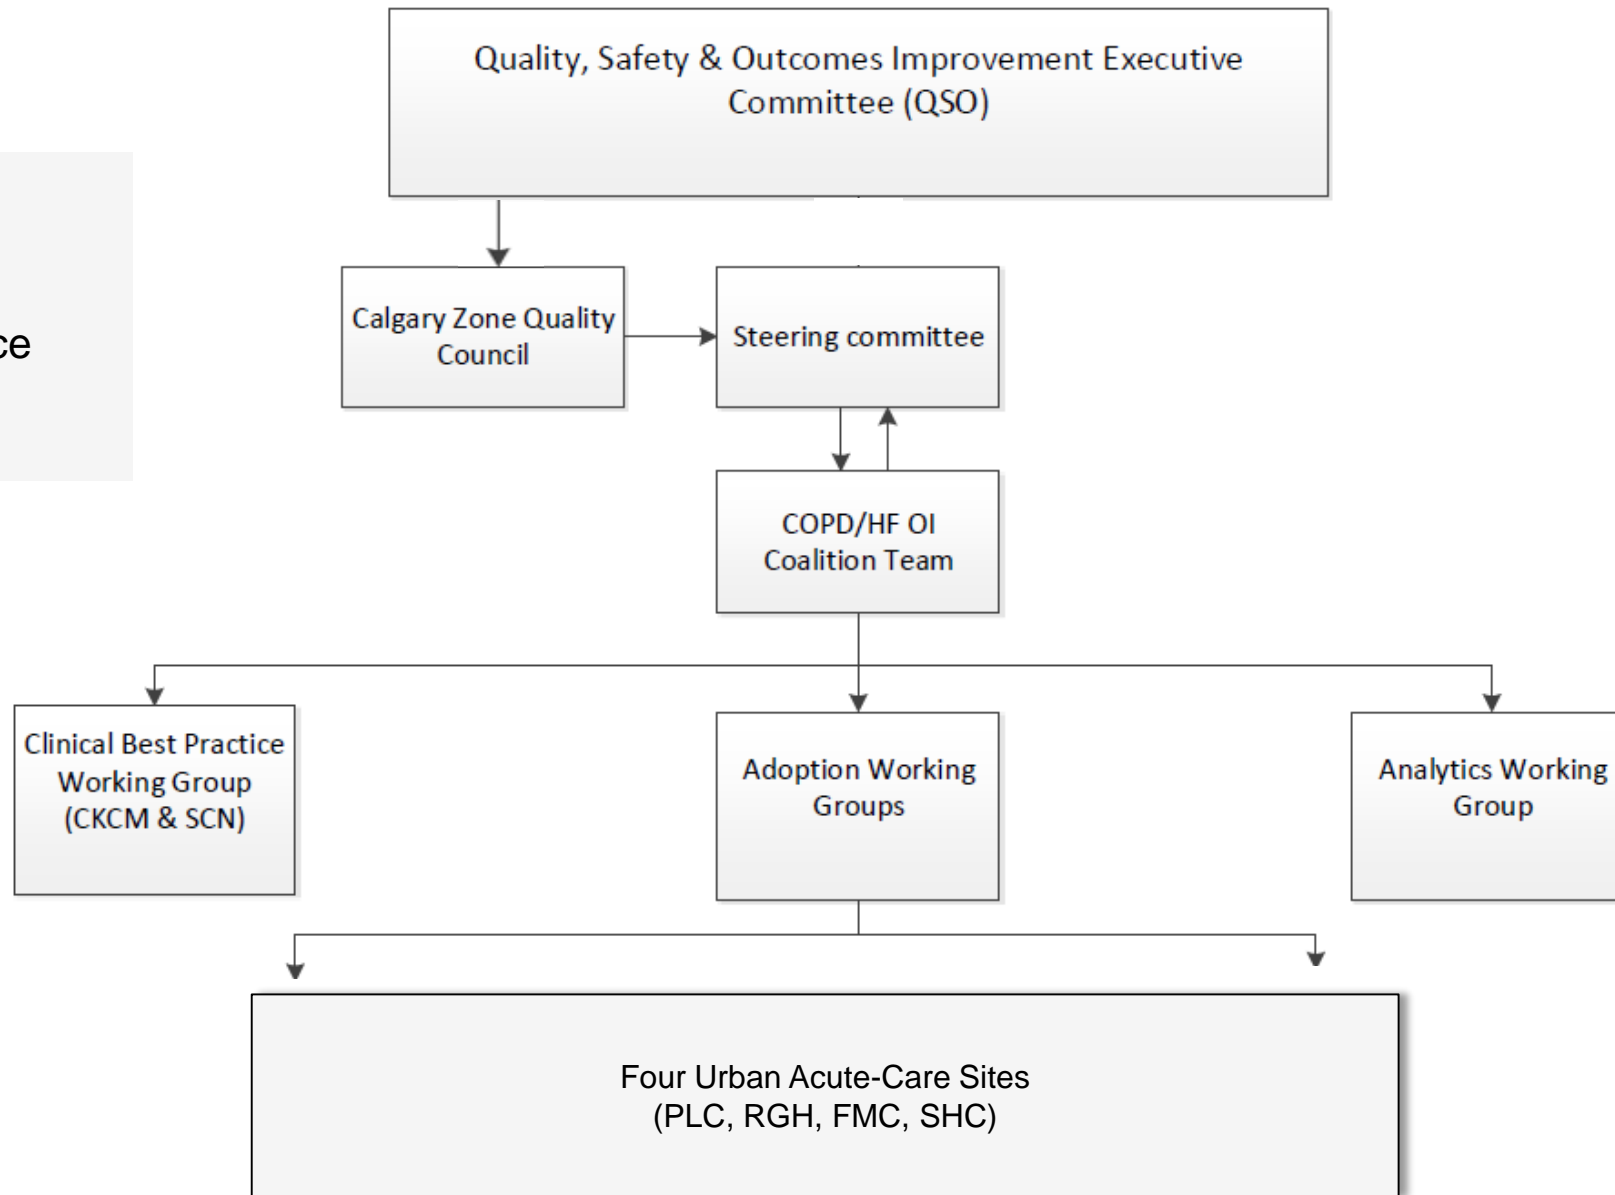 Quality, Safety & Outcomes Improvement Executive
Committee (QSO)
ce
Calgary Zone Quality
Council
Steering committee
COPD/HF OI
Coalition Team
Clinical Best Practice
Working Group
(CKCM & SCN)
Adoption Working
Groups
Analytics Working
Group
Four Urban Acute-Care Sites
(PLC, RGH, FMC, SHC)